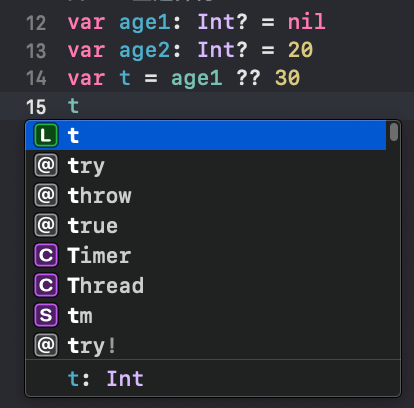 12 var age1: Int? = nil
13 var age2: Int? = 20
14 var t = age1 ?? 30
15 t
L t
@ try
@ throw
@ true
C Timer
C Thread
S tm
@ try!
t: Int